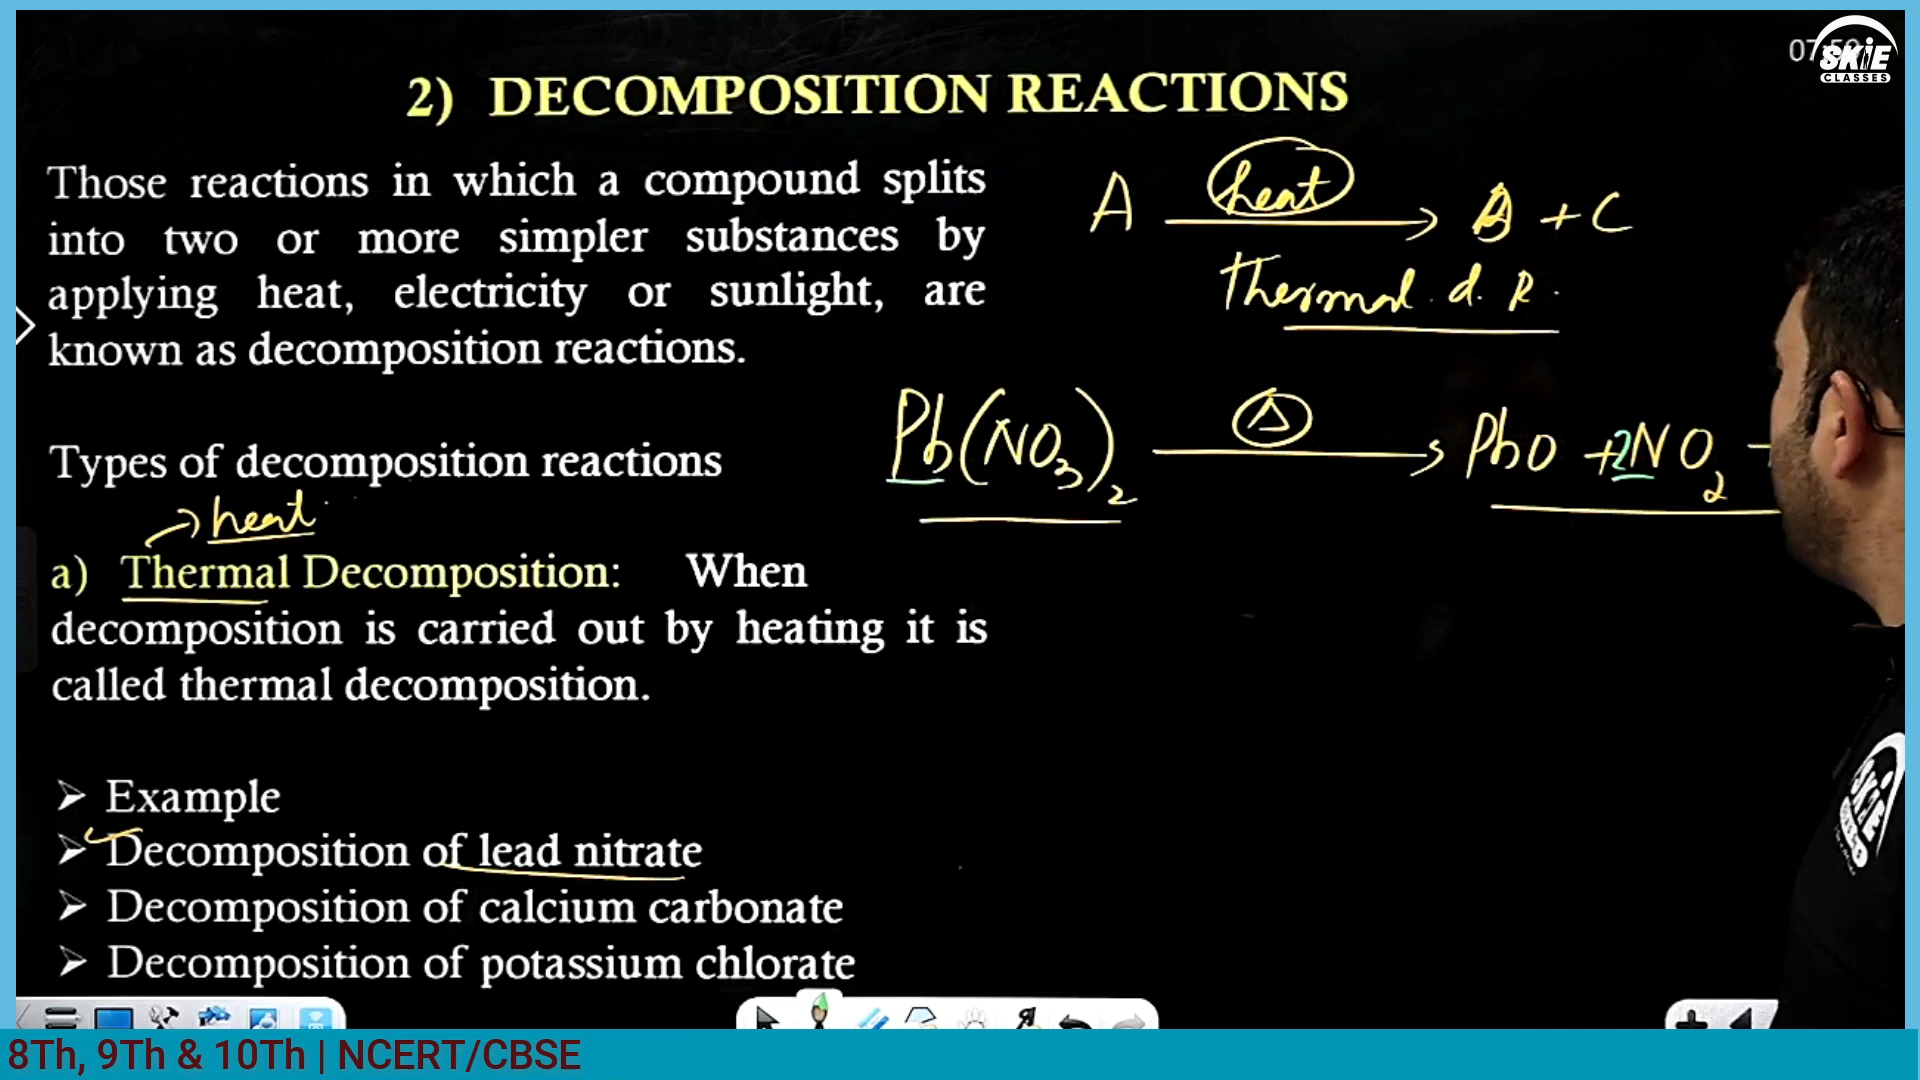 SKiE
CLASSES
2) DECOMPOSITION REACTIONS
Those reactions in which a compound splits
into two or more simpler substances by
applying heat, electricity or sunlight, are
known as decomposition reactions.
A heat → B + C
Thermal d. R.
Pb(NO3)2 Δ → PbO + 2NO2
Types of decomposition reactions
→ heat
a) Thermal Decomposition: When
decomposition is carried out by heating it is
called thermal decomposition.
➢ Example
➢ Decomposition of lead nitrate
➢ Decomposition of calcium carbonate
➢ Decomposition of potassium chlorate
SKiE
8Th, 9Th & 10Th | NCERT/CBSE